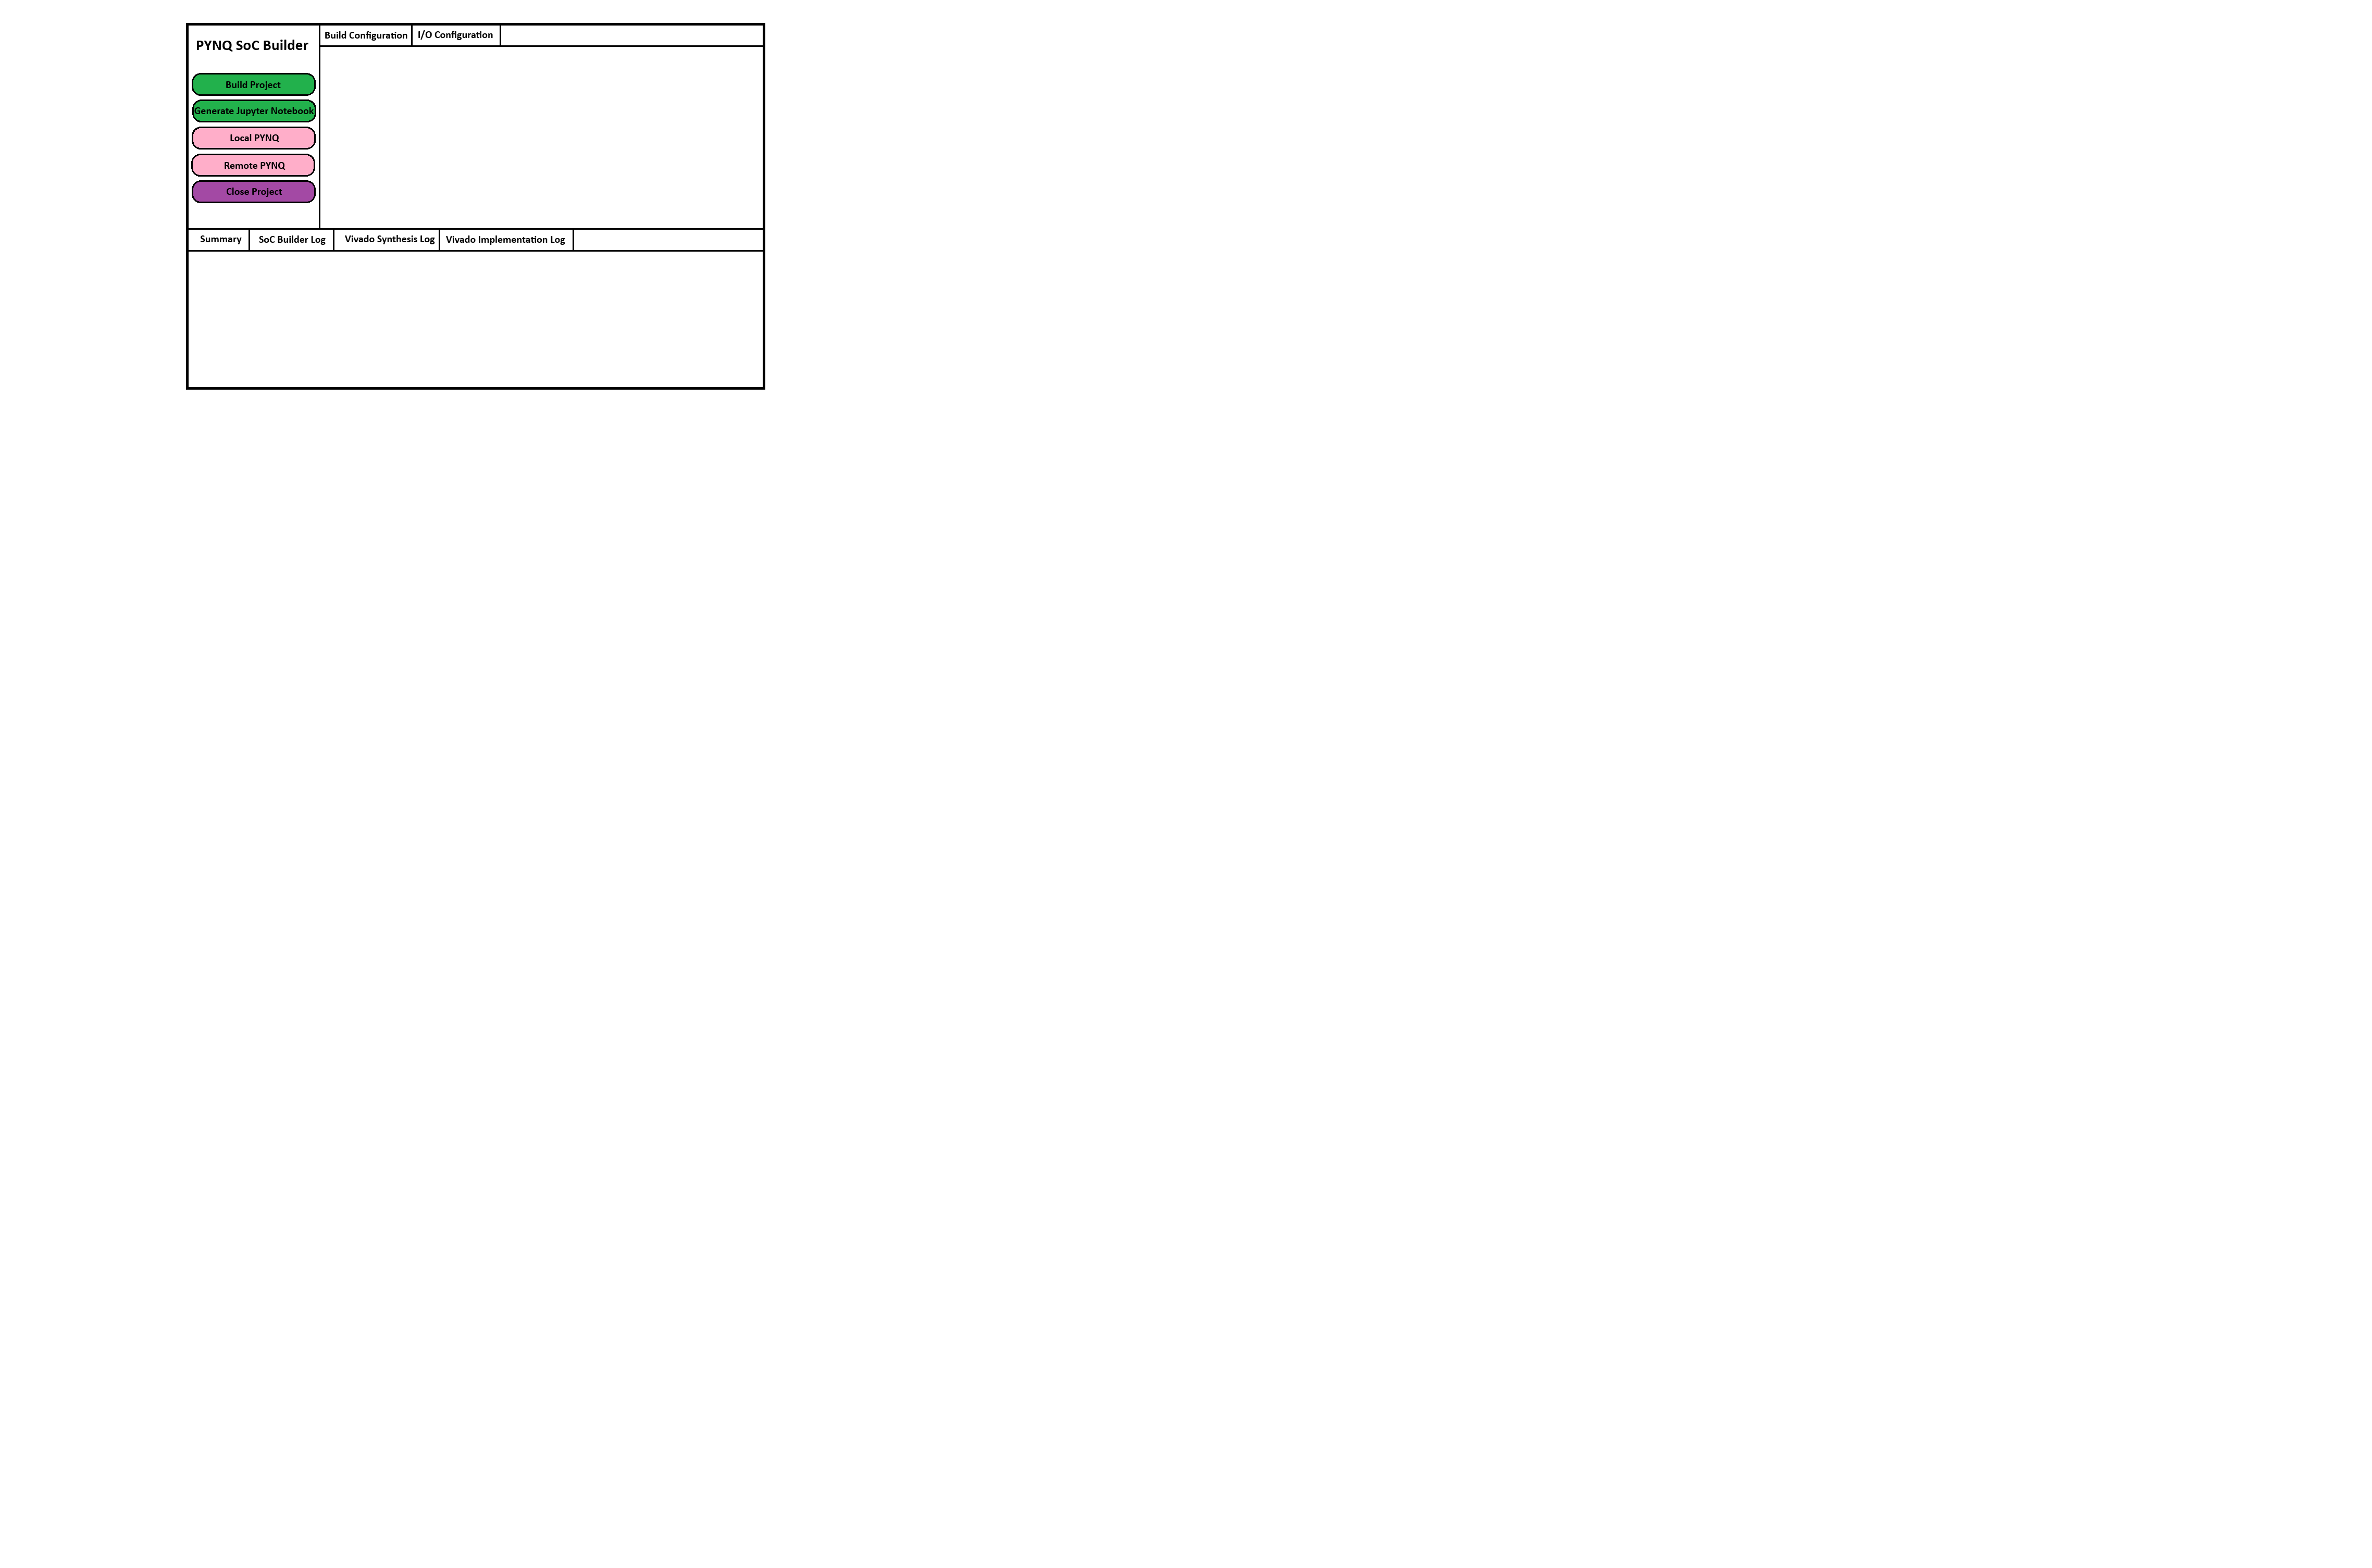 PYNQ SoC Builder
Build Project
Generate Jupyter Notebook
Local PYNQ
Remote PYNQ
Close Project
Build Configuration
I/O Configuration
Summary
SoC Builder Log
Vivado Synthesis Log
Vivado Implementation Log